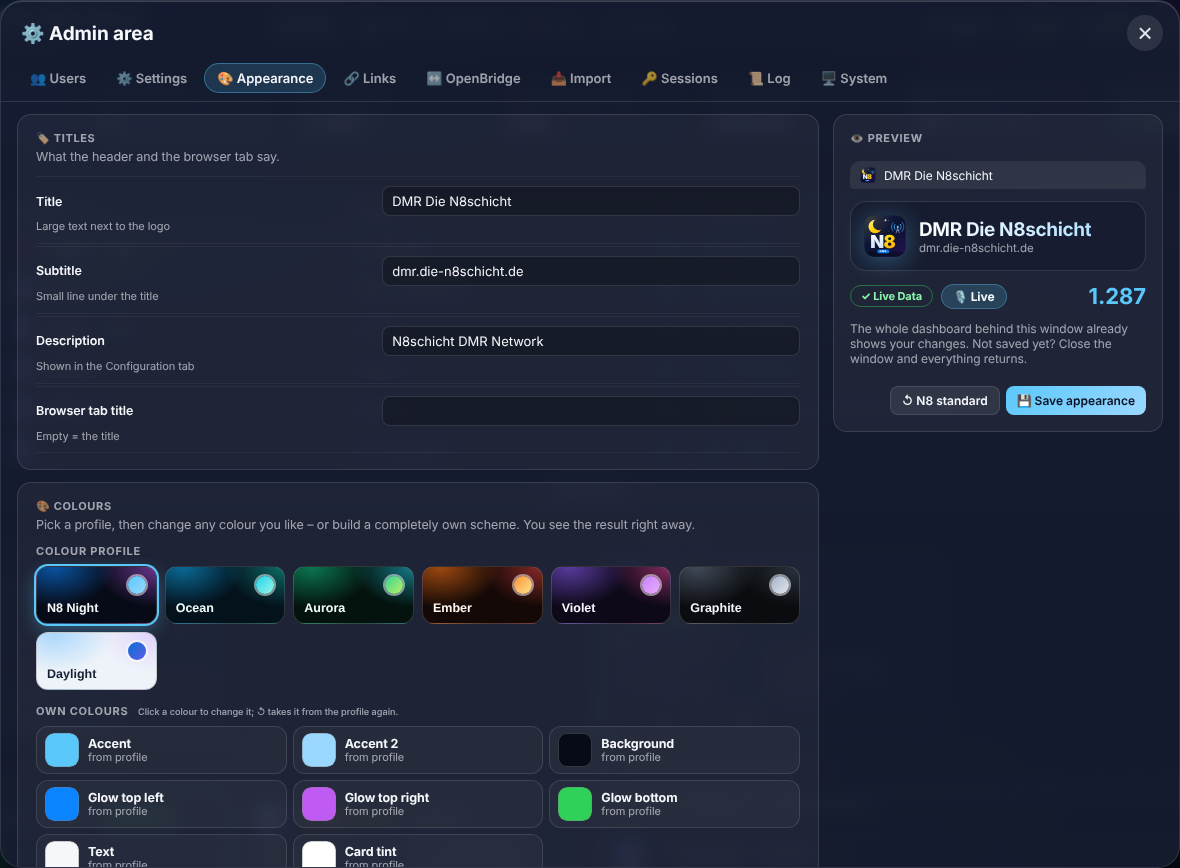 ⚙️ Admin area
✕
👥 Users
⚙️ Settings
🎨 Appearance
🔗 Links
↔️ OpenBridge
📥 Import
🔑 Sessions
📜 Log
🖥️ System
🏷️ TITLES
What the header and the browser tab say.
Title
DMR Die N8schicht
Large text next to the logo
Subtitle
dmr.die-n8schicht.de
Small line under the title
Description
N8schicht DMR Network
Shown in the Configuration tab
Browser tab title
Empty = the title
🎨 COLOURS
Pick a profile, then change any colour you like – or build a completely own scheme. You see the result right away.
COLOUR PROFILE
N8 Night
Ocean
Aurora
Ember
Violet
Graphite
Daylight
OWN COLOURS Click a colour to change it; ↺ takes it from the profile again.
Accent
from profile
Accent 2
from profile
Background
from profile
Glow top left
from profile
Glow top right
from profile
Glow bottom
from profile
Text
from profile
Card tint
from profile
👁️ PREVIEW
N8 DMR Die N8schicht
N8
DMR Die N8schicht
dmr.die-n8schicht.de
✓ Live Data
🎙️ Live
1.287
The whole dashboard behind this window already
shows your changes. Not saved yet? Close the
window and everything returns.
↺ N8 standard
💾 Save appearance